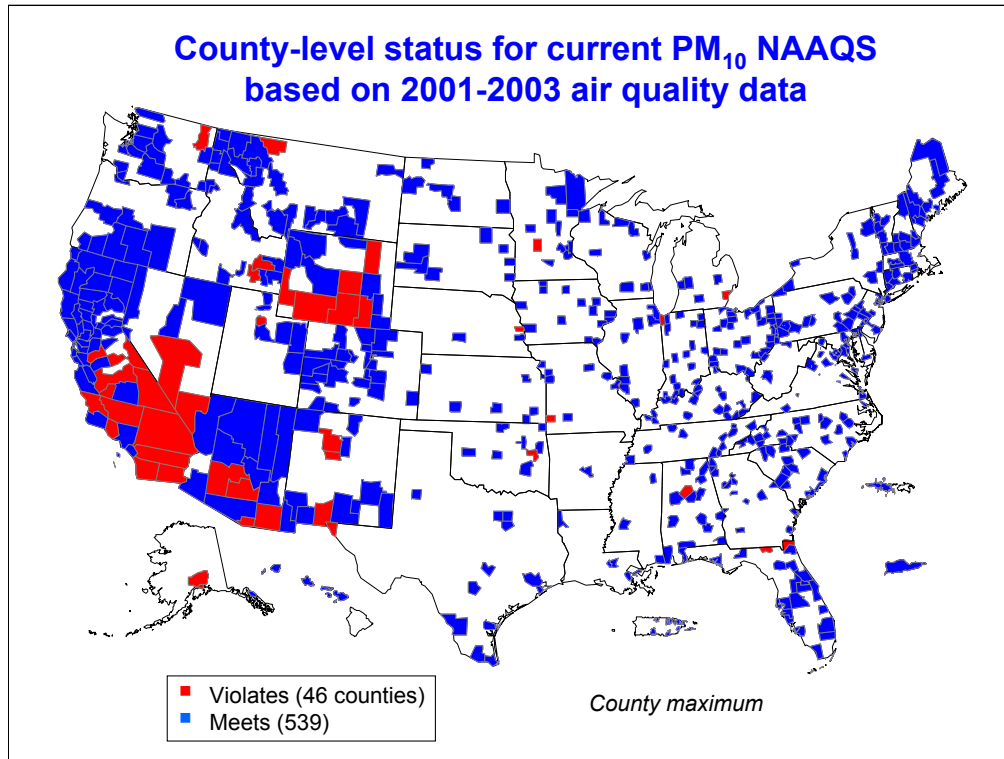 County-level status for current PM₁₀ NAAQS
based on 2001-2003 air quality data
Violates (46 counties)
Meets (539)
County maximum